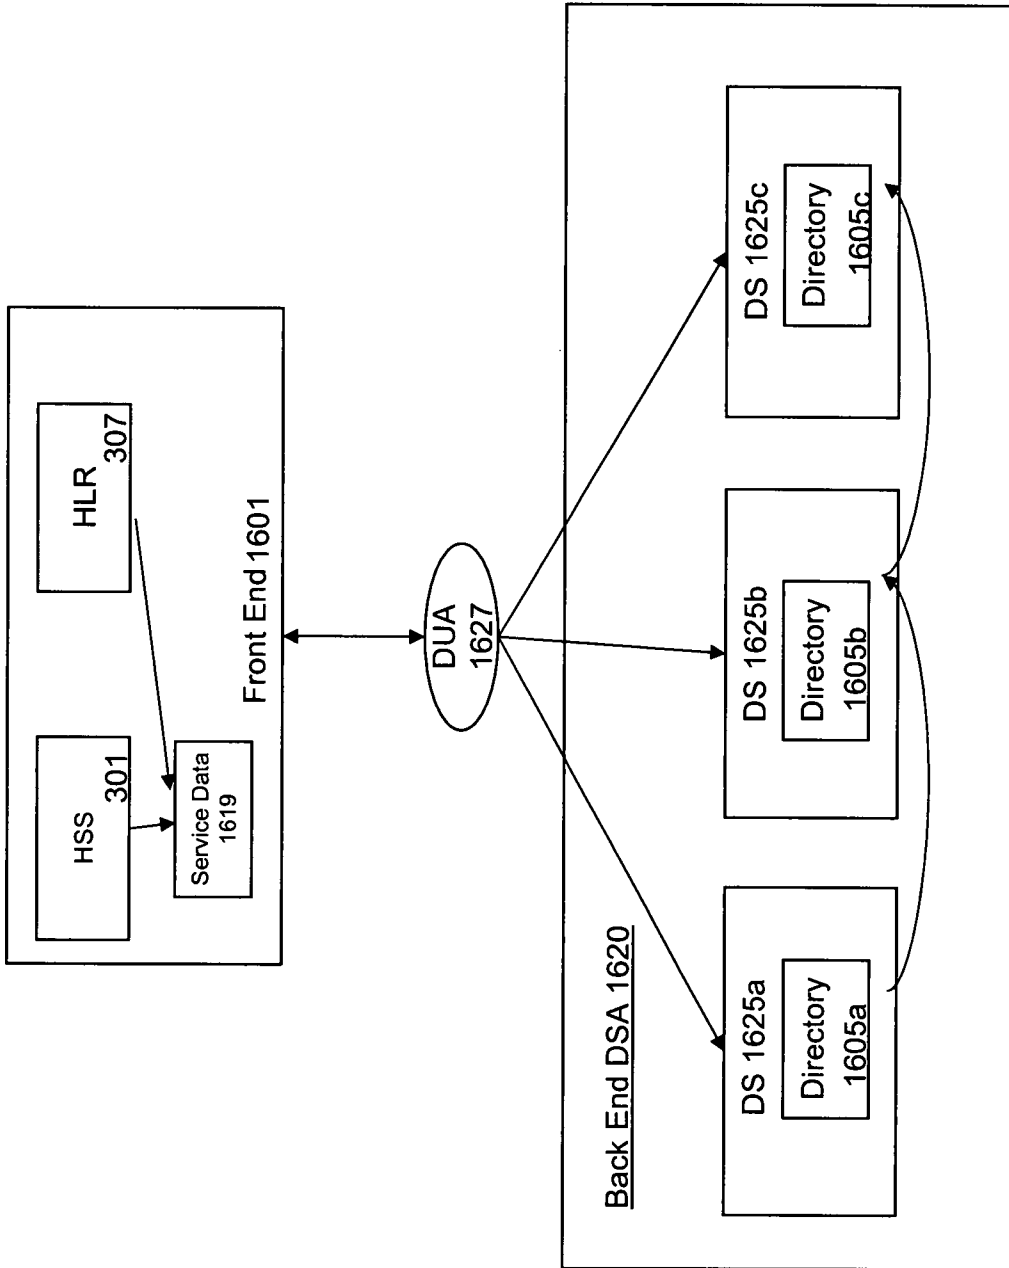 HSS
301
HLR
307
Service Data
1619
Front End 1601
DUA
1627
Back End DSA 1620
DS 1625a
Directory
1605a
DS 1625b
Directory
1605b
DS 1625c
Directory
1605c